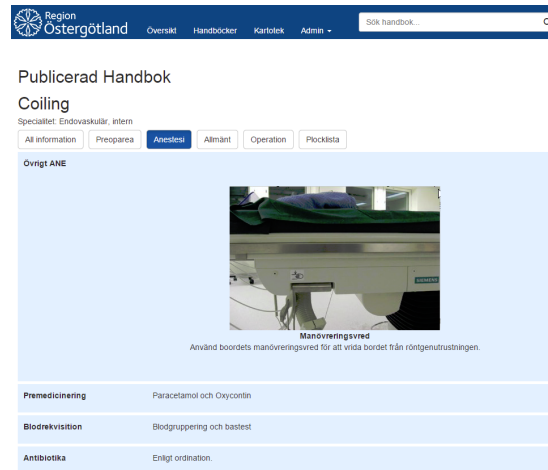 Region
Östergötland
Översikt Handböcker Kartotek Admin
Sök handbok...
Publicerad Handbok
Coiling
Specialitet: Endovaskulär, intern
All information Preoparea Anestesi Allmänt Operation Plocklista
Övrigt ANE
SIEMENS
Manövreringsvred
Använd boordets manövreringsvred för att vrida bordet från röntgenutrustningen.
Premedicinering Paracetamol och Oxycontin
Blodrekvisition Blodgruppering och bastest
Antibiotika Enligt ordination.